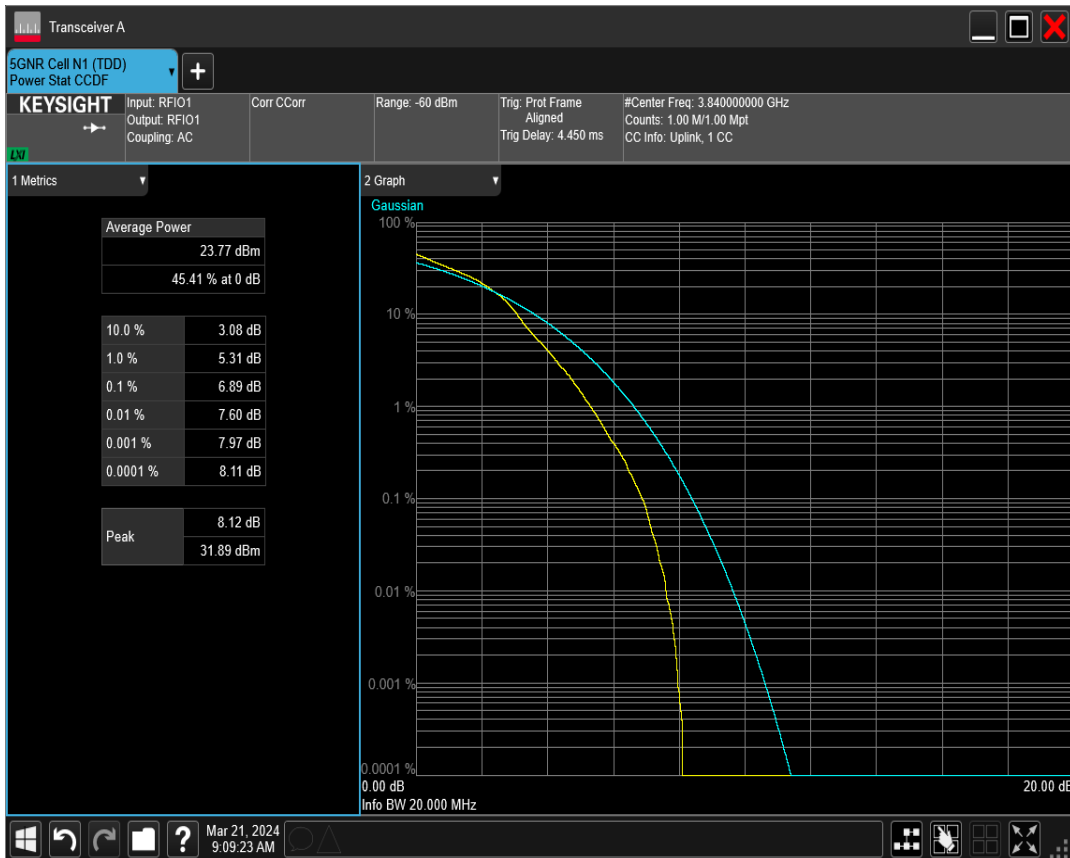 Transceiver A
5GNR Cell N1 (TDD)
Power Stat CCDF
+
KEYSIGHT
LXI
Input: RFIO1
Output: RFIO1
Coupling: AC
Corr CCorr
Range: -60 dBm
Trig: Prot Frame
Aligned
Trig Delay: 4.450 ms
#Center Freq: 3.840000000 GHz
Counts: 1.00 M/1.00 Mpt
CC Info: Uplink, 1 CC
1 Metrics
Average Power
23.77 dBm
45.41 % at 0 dB
10.0 % 3.08 dB
1.0 % 5.31 dB
0.1 % 6.89 dB
0.01 % 7.60 dB
0.001 % 7.97 dB
0.0001 % 8.11 dB
Peak
8.12 dB
31.89 dBm
2 Graph
Gaussian
100 %
10 %
1 %
0.1 %
0.01 %
0.001 %
0.0001 %
0.00 dB 20.00 dB
Info BW 20.000 MHz
?
Mar 21, 2024
9:09:23 AM